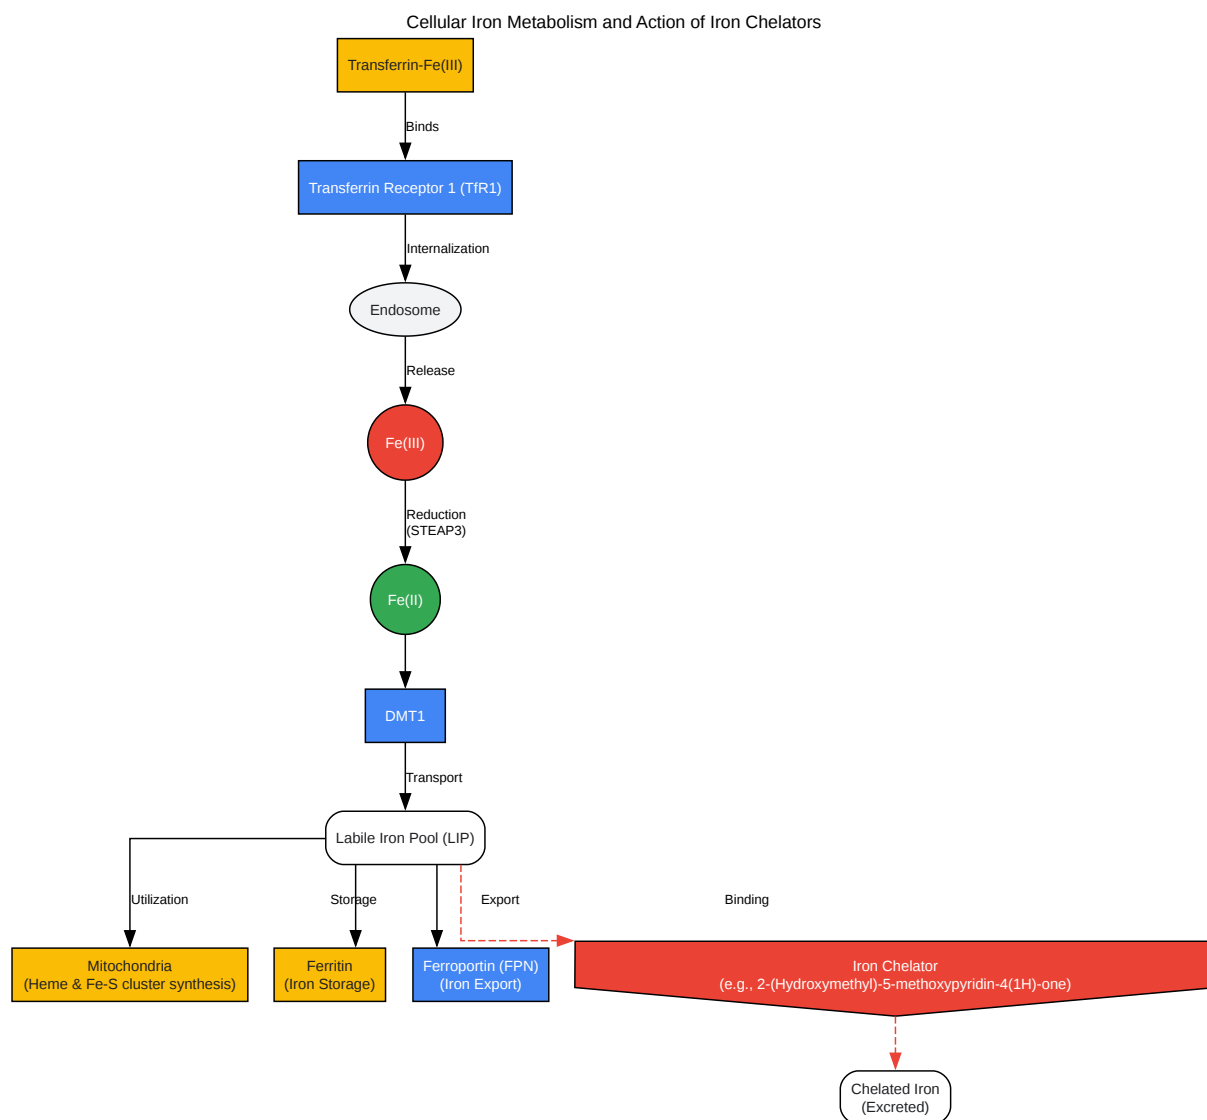 Cellular Iron Metabolism and Action of Iron Chelators
Transferrin-Fe(III)
Binds
Transferrin Receptor 1 (TfR1)
Internalization
Endosome
Release
Fe(III)
Reduction
(STEAP3)
Fe(II)
DMT1
Transport
Labile Iron Pool (LIP)
Utilization
Storage
Export
Binding
Mitochondria
(Heme & Fe-S cluster synthesis)
Ferritin
(Iron Storage)
Ferroportin (FPN)
(Iron Export)
Iron Chelator
(e.g., 2-(Hydroxymethyl)-5-methoxypyridin-4(1H)-one)
Chelated Iron
(Excreted)